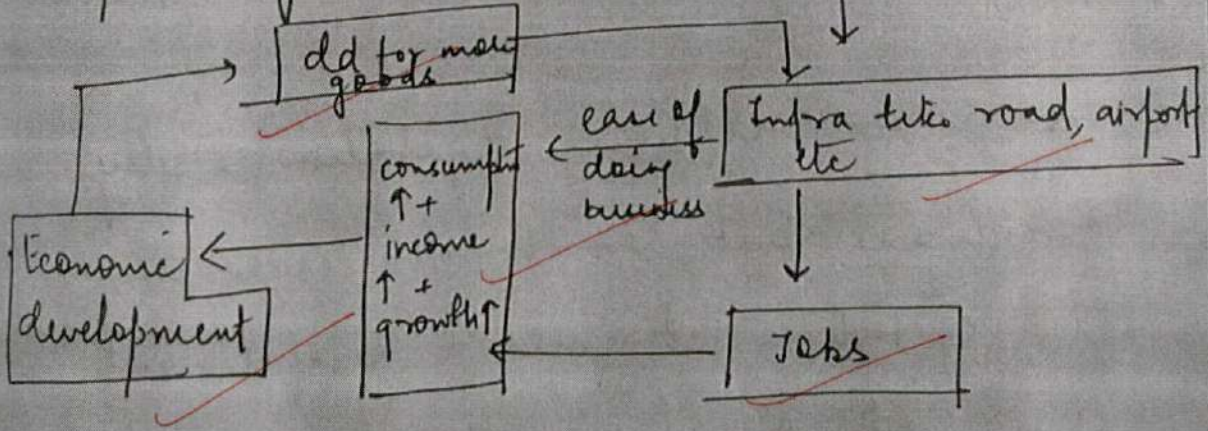 dd for more
goods
Infra like road, airport
etc
ease of
doing
business
consumptn
↑ +
income
↑ +
growth↑
Economic
development
Jobs